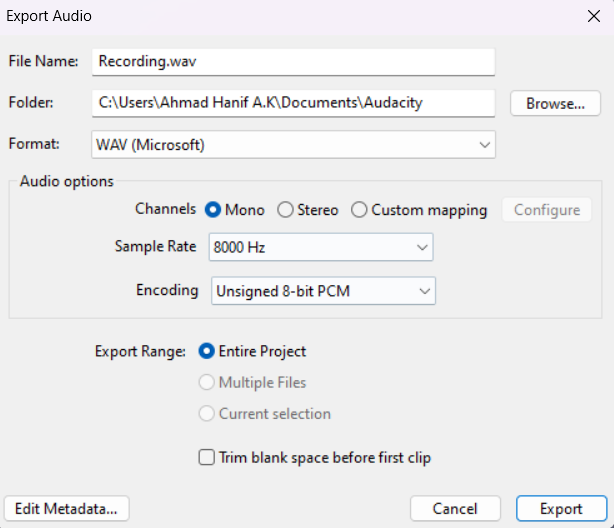 Export Audio
File Name: Recording.wav
Folder: C:\Users\Ahmad Hanif A.K\Documents\Audacity Browse...
Format: WAV (Microsoft)
Audio options
Channels Mono Stereo Custom mapping Configure
Sample Rate 8000 Hz
Encoding Unsigned 8-bit PCM
Export Range: Entire Project
Multiple Files
Current selection
Trim blank space before first clip
Edit Metadata... Cancel Export